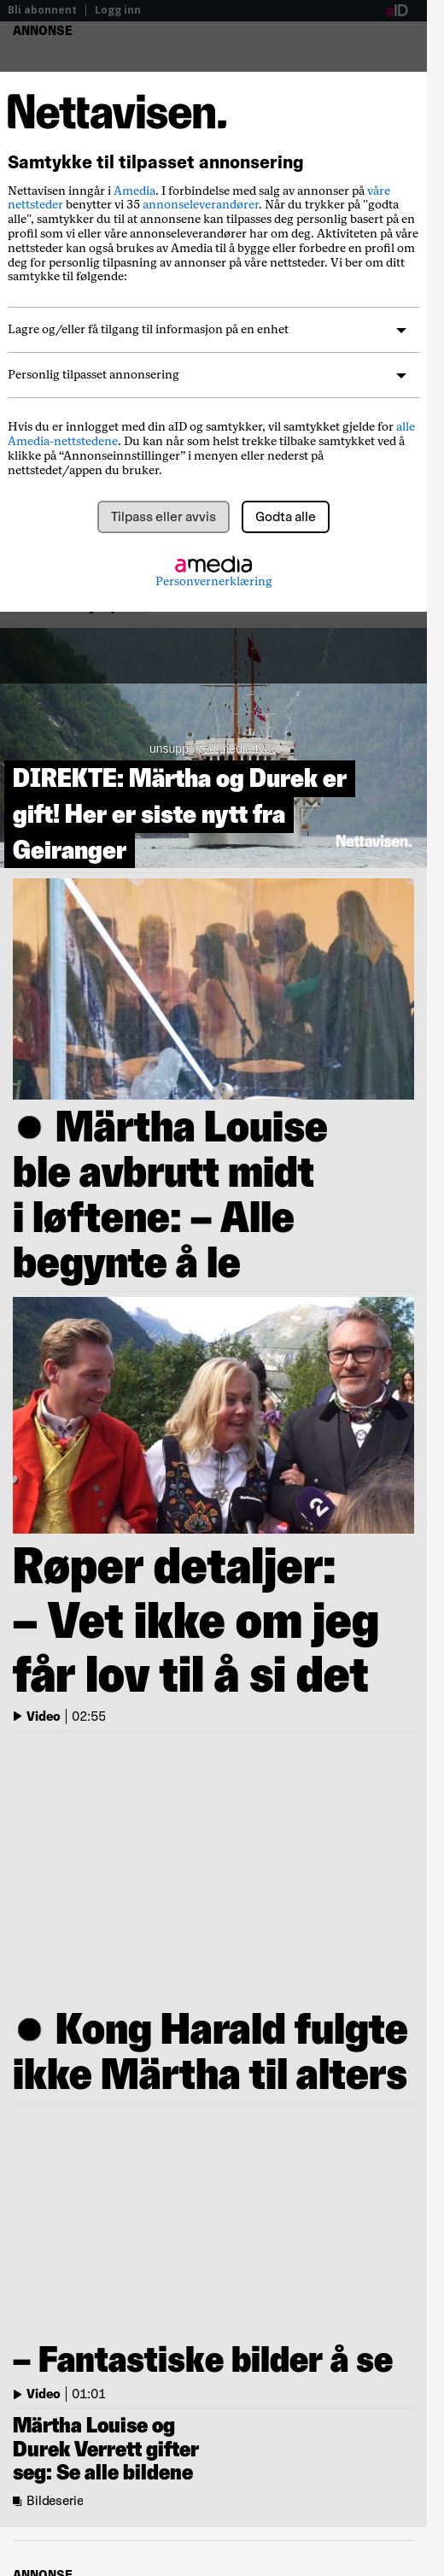 Bli abonnent | Logg inn
aID
ANNONSE
Nettavisen.
Samtykke til tilpasset annonsering
Nettavisen inngår i Amedia. I forbindelse med salg av annonser på våre
nettsteder benytter vi 35 annonseleverandører. Når du trykker på "godta
alle", samtykker du til at annonsene kan tilpasses deg personlig basert på en
profil som vi eller våre annonseleverandører har om deg. Aktiviteten på våre
nettsteder kan også brukes av Amedia til å bygge eller forbedre en profil om
deg for personlig tilpasning av annonser på våre nettsteder. Vi ber om ditt
samtykke til følgende:
Lagre og/eller få tilgang til informasjon på en enhet
Personlig tilpasset annonsering
Hvis du er innlogget med din aID og samtykker, vil samtykket gjelde for alle
Amedia-nettstedene. Du kan når som helst trekke tilbake samtykket ved å
klikke på “Annonseinnstillinger” i menyen eller nederst på
nettstedet/appen du bruker.
Tilpass eller avvis
Godta alle
amedia
Personvernerklæring
unsupported media type
DIREKTE: Märtha og Durek er
gift! Her er siste nytt fra
Geiranger
Nettavisen.
● Märtha Louise
ble avbrutt midt
i løftene: – Alle
begynte å le
Røper detaljer:
– Vet ikke om jeg
får lov til å si det
Video | 02:55
● Kong Harald fulgte
ikke Märtha til alters
– Fantastiske bilder å se
Video | 01:01
Märtha Louise og
Durek Verrett gifter
seg: Se alle bildene
Bildeserie
ANNONSE